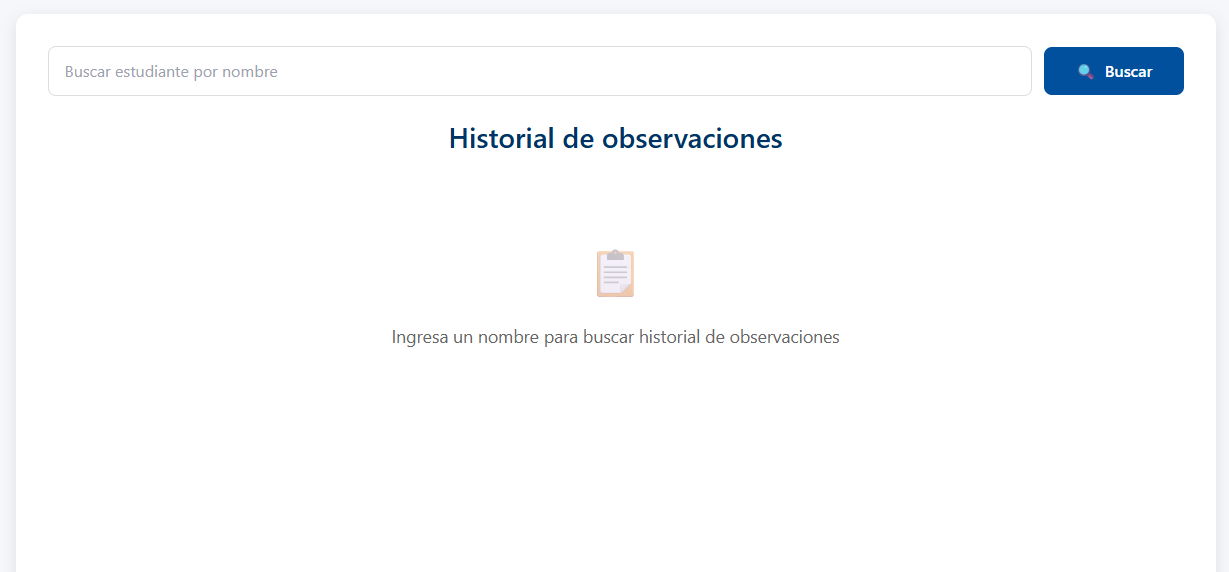 Buscar estudiante por nombre
Buscar
Historial de observaciones
Ingresa un nombre para buscar historial de observaciones